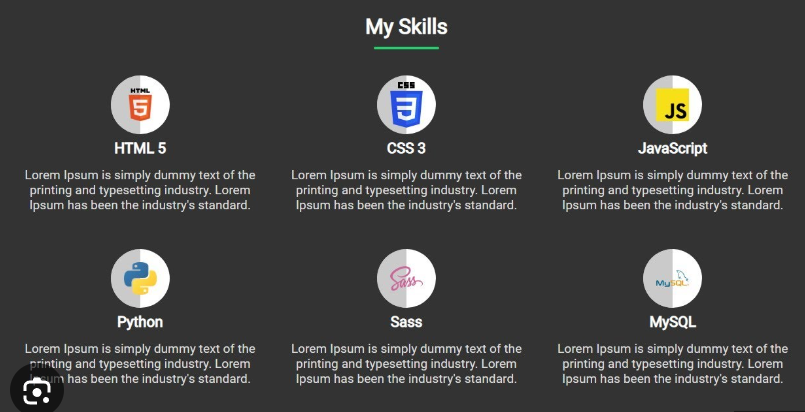 My Skills
HTML
5
CSS
3
JS
HTML 5
CSS 3
JavaScript
Lorem Ipsum is simply dummy text of the
printing and typesetting industry. Lorem
Ipsum has been the industry's standard.
Lorem Ipsum is simply dummy text of the
printing and typesetting industry. Lorem
Ipsum has been the industry's standard.
Lorem Ipsum is simply dummy text of the
printing and typesetting industry. Lorem
Ipsum has been the industry's standard.
Sass
MySQL
Python
Sass
MySQL
Lorem Ipsum is simply dummy text of the
printing and typesetting industry. Lorem
m has been the industry's standard.
Lorem Ipsum is simply dummy text of the
printing and typesetting industry. Lorem
Ipsum has been the industry's standard.
Lorem Ipsum is simply dummy text of the
printing and typesetting industry. Lorem
Ipsum has been the industry's standard.